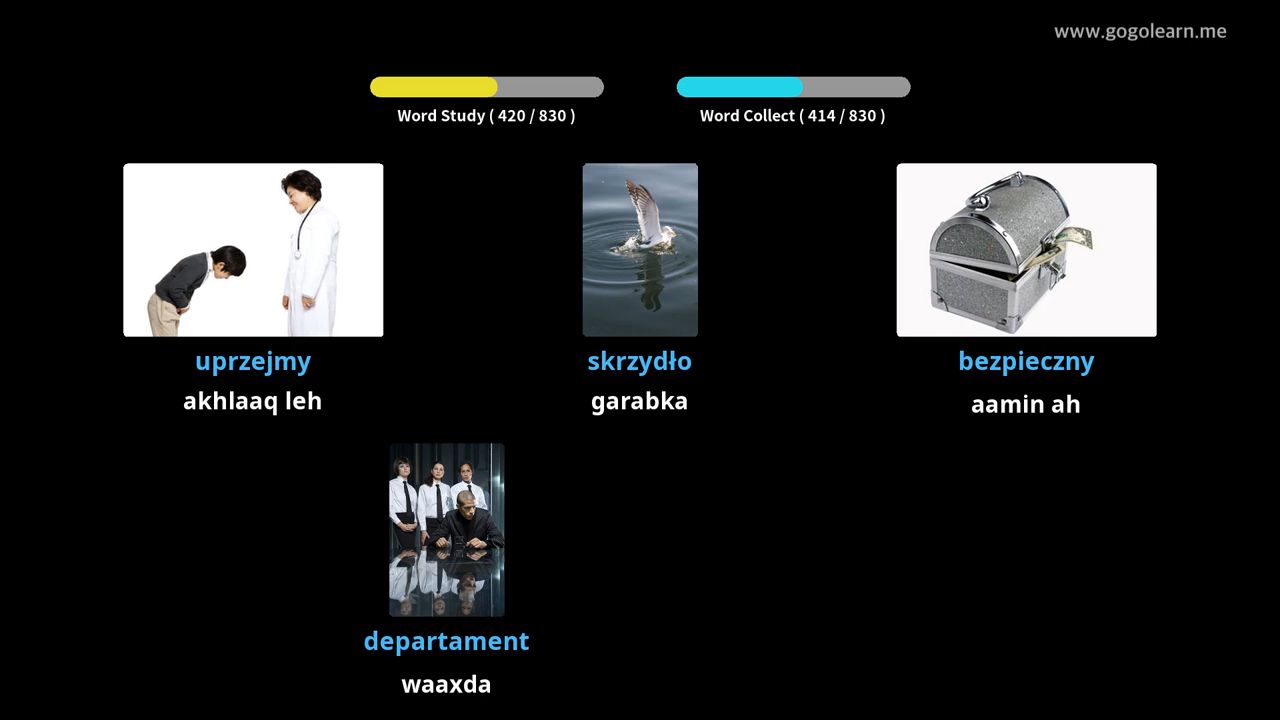 www.gogolearn.me
Word Study ( 420 / 830 )
Word Collect ( 414 / 830 )
uprzejmy
akhlaaq leh
skrzydło
garabka
bezpieczny
aamin ah
departament
waaxda